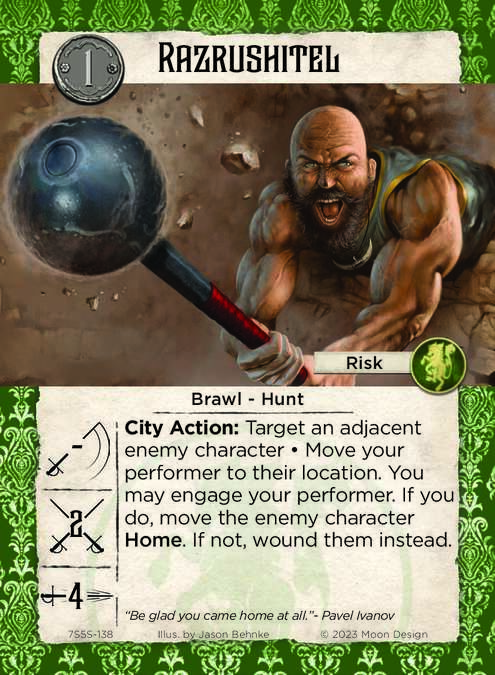 1
RAZRUSHITEL
Risk
Brawl - Hunt
City Action: Target an adjacent
enemy character • Move your
performer to their location. You
may engage your performer. If you
do, move the enemy character
Home. If not, wound them instead.
-
2
4
“Be glad you came home at all.”- Pavel Ivanov
7S5S-138 Illus. by Jason Behnke © 2023 Moon Design